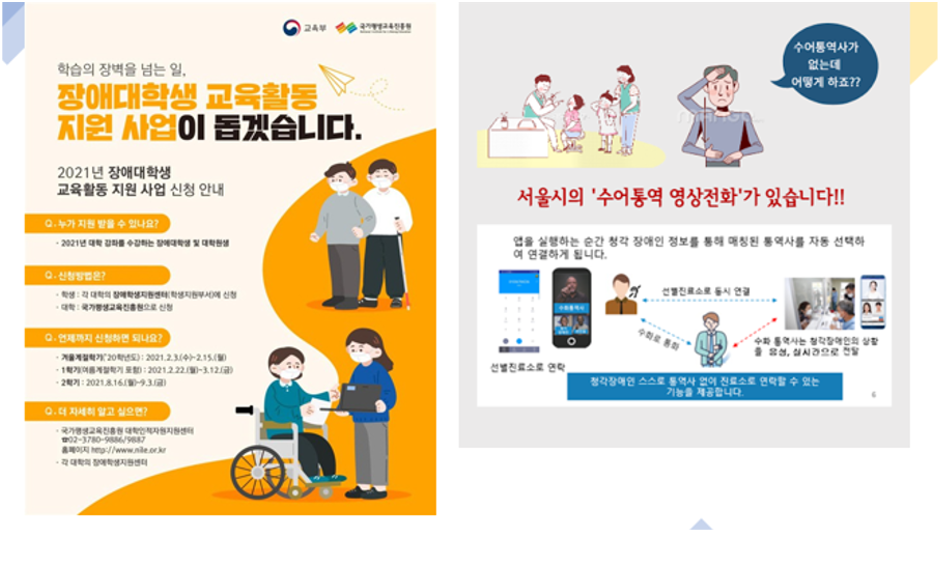 교육부
국가평생교육진흥원
학습의 장벽을 넘는 일,
장애대학생 교육활동
지원 사업이 돕겠습니다.
2021년 장애대학생
교육활동 지원 사업 신청 안내
Q. 누가 지원 받을 수 있나요?
· 2021년 대학 강좌를 수강하는 장애대학생 및 대학원생
Q. 신청방법은?
· 학생 : 각 대학의 장애학생지원센터(학생지원부서)에 신청
· 대학 : 국가평생교육진흥원으로 신청
Q. 언제까지 신청하면 되나요?
· 겨울계절학기('20학년도) : 2021.2.3.(수)~2.15.(월)
· 1학기(여름계절학기 포함) : 2021.2.22.(월)~3.12.(금)
· 2학기 : 2021.8.16.(월)~9.3.(금)
Q. 더 자세히 알고 싶으면?
· 국가평생교육진흥원 대학인적자원지원센터
☎02-3780-9886/9887
홈페이지 http://www.nile.or.kr
· 각 대학의 장애학생지원센터
수어통역사가
없는데
어떻게 하죠??
서울시의 '수어통역 영상전화'가 있습니다!!
앱을 실행하는 순간 청각 장애인 정보를 통해 매칭된 통역사를 자동 선택하
여 연결하게 됩니다.
수화통역사
선별진료소로 동시 연결
수화로 통화
선별진료소로 연락
수화 통역사는 청각장애인의 상황
을 음성, 실시간으로 전달
청각장애인 스스로 통역사 없이 진료소로 연락할 수 있는
기능을 제공합니다.
6